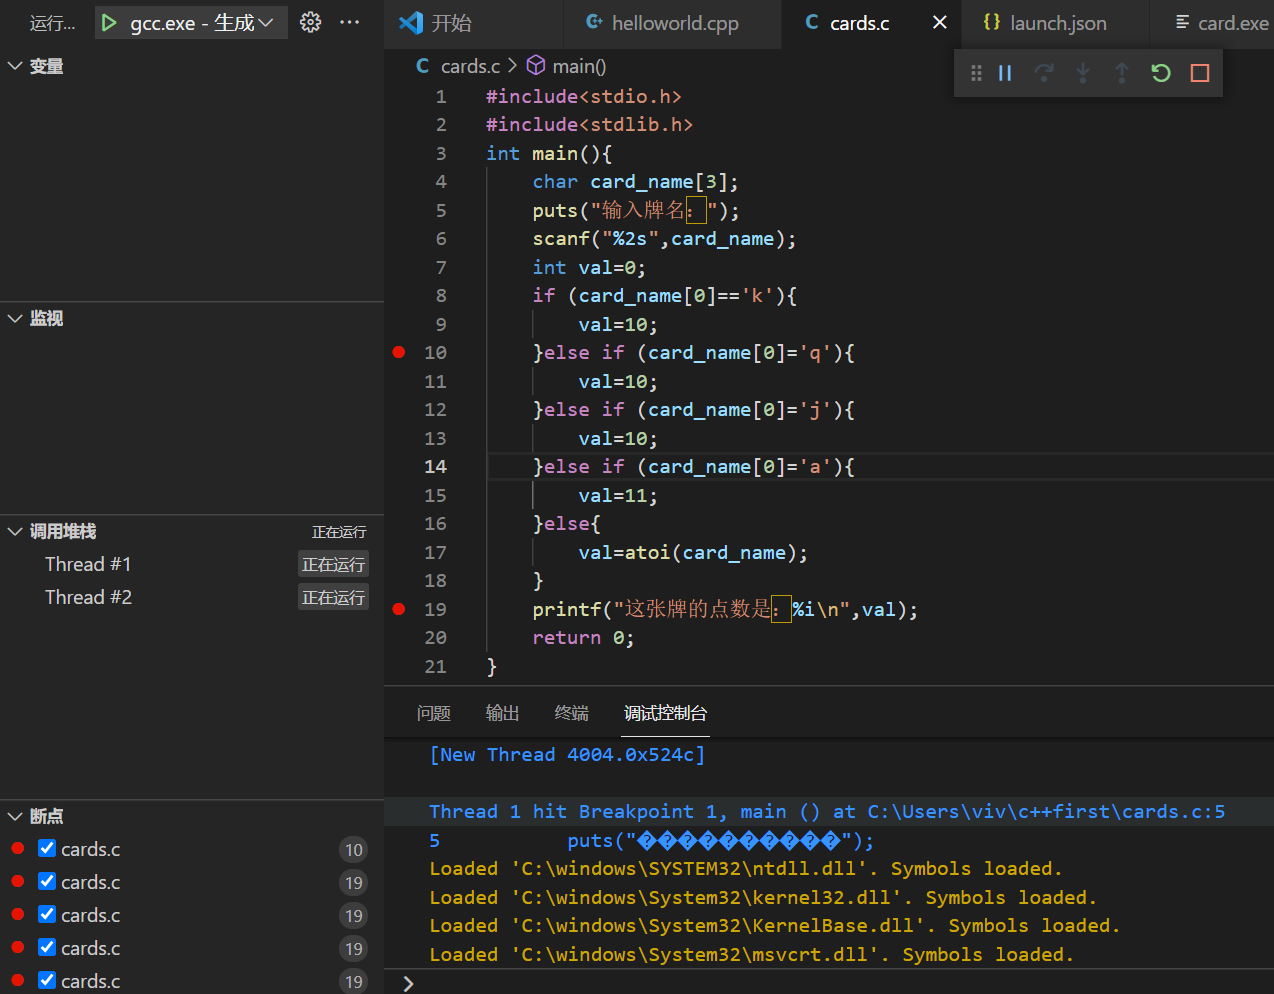 运行... gcc.exe - 生成 ···
开始 helloworld.cpp cards.c launch.json card.exe
cards.c > main()
变量
监视
调用堆栈 正在运行
Thread #1 正在运行
Thread #2 正在运行
断点
cards.c 10
cards.c 19
cards.c 19
cards.c 19
cards.c 19
1 #include<stdio.h>
2 #include<stdlib.h>
3 int main(){
4 char card_name[3];
5 puts("输入牌名：");
6 scanf("%2s",card_name);
7 int val=0;
8 if (card_name[0]=='k'){
9 val=10;
10 }else if (card_name[0]='q'){
11 val=10;
12 }else if (card_name[0]='j'){
13 val=10;
14 }else if (card_name[0]='a'){
15 val=11;
16 }else{
17 val=atoi(card_name);
18 }
19 printf("这张牌的点数是：%i\n",val);
20 return 0;
21 }
问题 输出 终端 调试控制台
[New Thread 4004.0x524c]
Thread 1 hit Breakpoint 1, main () at C:\Users\viv\c++first\cards.c:5
5 puts("����������");
Loaded 'C:\windows\SYSTEM32\ntdll.dll'. Symbols loaded.
Loaded 'C:\windows\System32\kernel32.dll'. Symbols loaded.
Loaded 'C:\windows\System32\KernelBase.dll'. Symbols loaded.
Loaded 'C:\windows\System32\msvcrt.dll'. Symbols loaded.
>